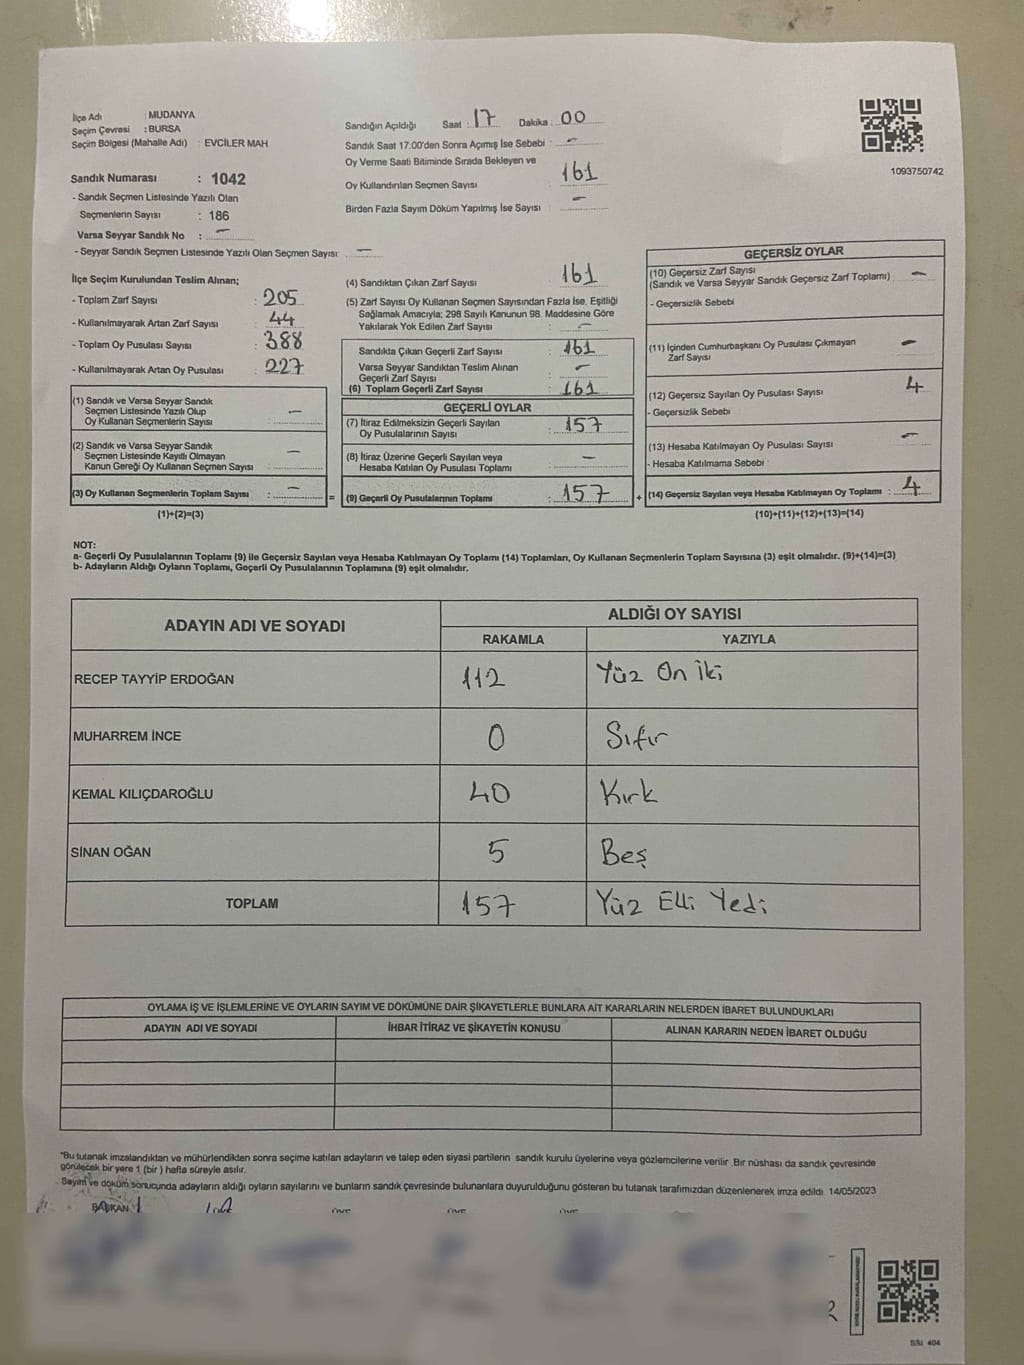 İlçe Adı : MUDANYA
Seçim Çevresi : BURSA
Seçim Bölgesi (Mahalle Adı) : EVCİLER MAH
Sandık Numarası : 1042
- Sandık Seçmen Listesinde Yazılı Olan
Seçmenlerin Sayısı : 186
Varsa Seyyar Sandık No : –
- Seyyar Sandık Seçmen Listesinde Yazılı Olan Seçmen Sayısı: –
Sandığın Açıldığı Saat : 17 Dakika : 00
Sandık Saat 17:00'den Sonra Açımış İse Sebebi : –
Oy Verme Saati Bitiminde Sırada Bekleyen ve
Oy Kullandırılan Seçmen Sayısı 161
Birden Fazla Sayım Döküm Yapılmış İse Sayısı : –
1093750742
İlçe Seçim Kurulundan Teslim Alınan;
- Toplam Zarf Sayısı : 205
- Kullanılmayarak Artan Zarf Sayısı : 44
- Toplam Oy Pusulası Sayısı : 388
- Kullanılmayarak Artan Oy Pusulası : 227
(1) Sandık ve Varsa Seyyar Sandık
Seçmen Listesinde Yazılı Olup
Oy Kullanan Seçmenlerin Sayısı : –
(2) Sandık ve Varsa Seyyar Sandık
Seçmen Listesinde Kayıtlı Olmayan
Kanun Gereği Oy Kullanan Seçmen Sayısı : –
(3) Oy Kullanan Seçmenlerin Toplam Sayısı : – =
(1)+(2)=(3)
(4) Sandıktan Çıkan Zarf Sayısı : 161
(5) Zarf Sayısı Oy Kullanan Seçmen Sayısından Fazla İse, Eşitliği
Sağlamak Amacıyla; 298 Sayılı Kanunun 98. Maddesine Göre
Yakılarak Yok Edilen Zarf Sayısı : –
Sandıkta Çıkan Geçerli Zarf Sayısı : 161
Varsa Seyyar Sandıktan Teslim Alınan
Geçerli Zarf Sayısı : –
(6) Toplam Geçerli Zarf Sayısı : 161
GEÇERLİ OYLAR
(7) İtiraz Edilmeksizin Geçerli Sayılan
Oy Pusulalarının Sayısı : 157
(8) İtiraz Üzerine Geçerli Sayılan veya
Hesaba Katılan Oy Pusulası Toplamı : –
(9) Geçerli Oy Pusulalarının Toplamı : 157 +
GEÇERSİZ OYLAR
(10) Geçersiz Zarf Sayısı
(Sandık ve Varsa Seyyar Sandık Geçersiz Zarf Toplamı) : –
- Geçersizlik Sebebi
(11) İçinden Cumhurbaşkanı Oy Pusulası Çıkmayan
Zarf Sayısı –
(12) Geçersiz Sayılan Oy Pusulası Sayısı 4
- Geçersizlik Sebebi
(13) Hesaba Katılmayan Oy Pusulası Sayısı –
- Hesaba Katılmama Sebebi
(14) Geçersiz Sayılan veya Hesaba Katılmayan Oy Toplamı : 4
(10)+(11)+(12)+(13)=(14)
NOT:
a- Geçerli Oy Pusulalarının Toplamı (9) ile Geçersiz Sayılan veya Hesaba Katılmayan Oy Toplamı (14) Toplamları, Oy Kullanan Seçmenlerin Toplam Sayısına (3) eşit olmalıdır. (9)+(14)=(3)
b- Adayların Aldığı Oyların Toplamı, Geçerli Oy Pusulalarının Toplamına (9) eşit olmalıdır.
ADAYIN ADI VE SOYADI
ALDIĞI OY SAYISI
RAKAMLA YAZIYLA
RECEP TAYYİP ERDOĞAN 112 Yüz On İki
MUHARREM İNCE 0 Sıfır
KEMAL KILIÇDAROĞLU 40 Kırk
SİNAN OĞAN 5 Beş
TOPLAM 157 Yüz Elli Yedi
OYLAMA İŞ VE İŞLEMLERİNE VE OYLARIN SAYIM VE DÖKÜMÜNE DAİR ŞİKAYETLERLE BUNLARA AİT KARARLARIN NELERDEN İBARET BULUNDUKLARI
ADAYIN ADI VE SOYADI İHBAR İTİRAZ VE ŞİKAYETİN KONUSU ALINAN KARARIN NEDEN İBARET OLDUĞU
*Bu tutanak imzalandıktan ve mühürlendikten sonra seçime katılan adayların ve talep eden siyasi partilerin sandık kurulu üyelerine veya gözlemcilerine verilir. Bir nüshası da sandık çevresinde
görülecek bir yere 1 (bir) hafta süreyle asılır.
Sayım ve döküm sonucunda adayların aldığı oyların sayılarını ve bunların sandık çevresinde bulunanlara duyurulduğunu gösteren bu tutanak tarafımızdan düzenlenerek imza edildi. 14/05/2023
BAŞKAN